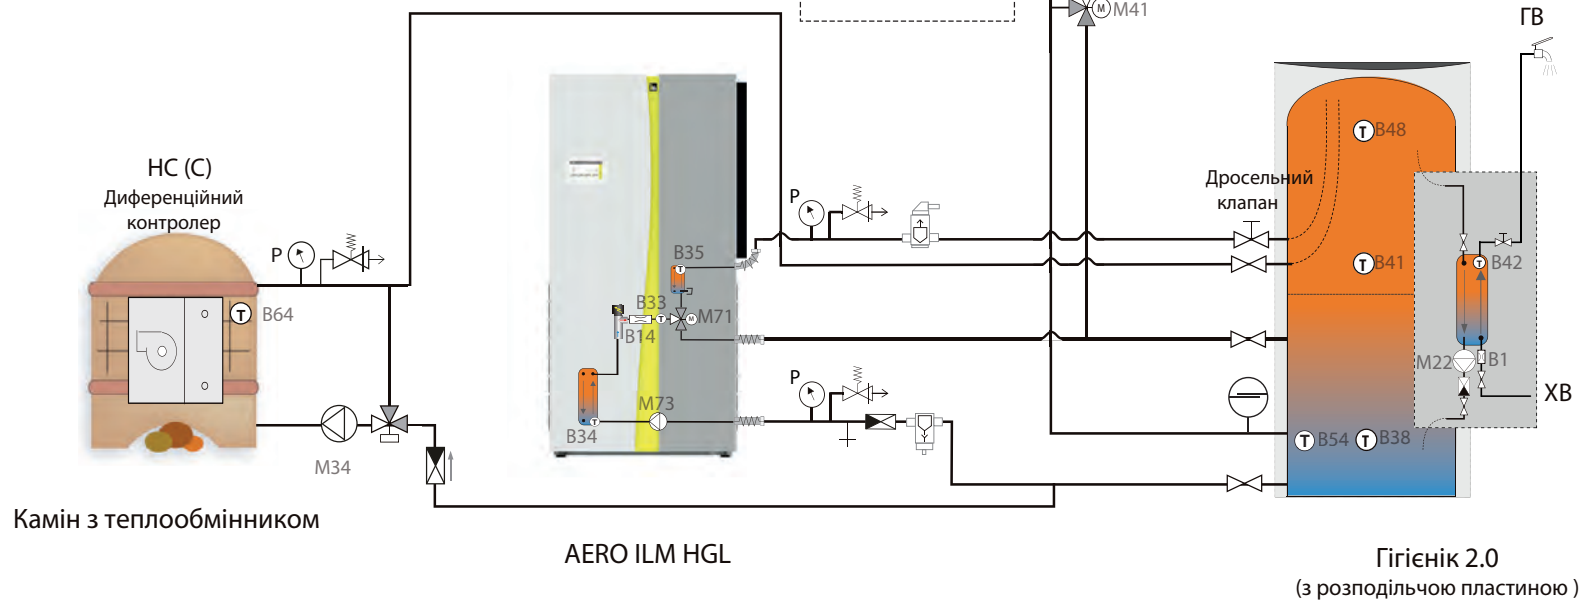 M41
ГВ
НС (С)
Диференційний
контролер
P
B64
M34
Камін з теплообмінником
B35
B33
M71
B14
M73
B34
AERO ILM HGL
P
P
Дросельний
клапан
T B48
T B41
T B54
T B38
T B42
M22
B1
ХВ
Гігієнік 2.0
(з розподільчою пластиною )